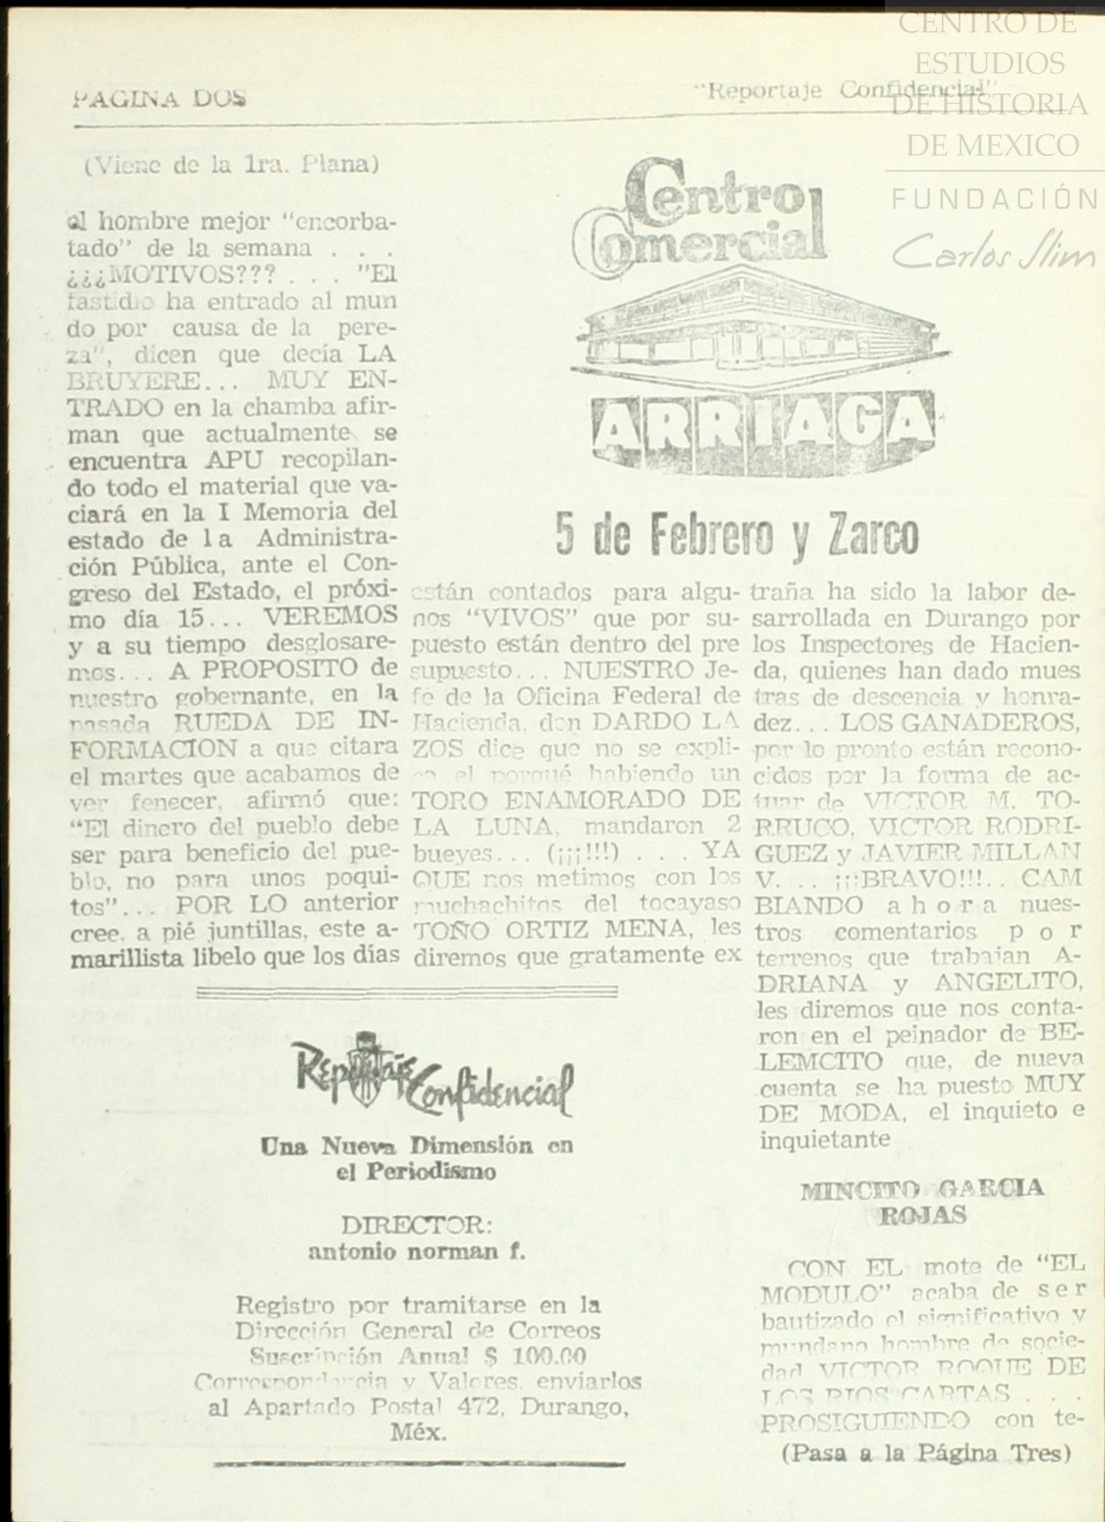 PAGINA DOS
"Reportaje Confidencial"
CENTRO DE
ESTUDIOS
DE HISTORIA
DE MEXICO
FUNDACIÓN
Carlos Slim
(Viene de la 1ra. Plana)
al hombre mejor "encorba-
tado" de la semana . . .
¿¿¿MOTIVOS??? . . . "El
fastidio ha entrado al mun
do por causa de la pere-
za", dicen que decía LA
BRUYERE... MUY EN-
TRADO en la chamba afir-
man que actualmente se
encuentra APU recopilan-
do todo el material que va-
ciará en la I Memoria del
estado de la Administra-
ción Pública, ante el Con-
greso del Estado, el próxi-
mo día 15... VEREMOS
y a su tiempo desglosare-
mos... A PROPOSITO de
nuestro gobernante, en la
pasada RUEDA DE IN-
FORMACION a que citara
el martes que acabamos de
ver fenecer, afirmó que:
"El dinero del pueblo debe
ser para beneficio del pue-
blo, no para unos poqui-
tos"... POR LO anterior
cree, a pié juntillas, este a-
marillista libelo que los días
Centro
Comercial
ARRIAGA
5 de Febrero y Zarco
están contados para algu-
nos "VIVOS" que por su-
puesto están dentro del pre
supuesto... NUESTRO Je-
fe de la Oficina Federal de
Hacienda, don DARDO LA
ZOS dice que no se expli-
ca el porqué habiendo un
TORO ENAMORADO DE
LA LUNA, mandaron 2
bueyes... (¡¡¡!!!) . . . YA
QUE nos metimos con los
muchachitos del tocayaso
TOÑO ORTIZ MENA, les
diremos que gratamente ex
traña ha sido la labor de-
sarrollada en Durango por
los Inspectores de Hacien-
da, quienes han dado mues
tras de descencia y honra-
dez... LOS GANADEROS,
por lo pronto están recono-
cidos por la forma de ac-
tuar de VICTOR M. TO-
RRUCO, VICTOR RODRI-
GUEZ y JAVIER MILLAN
V. . . ¡¡¡BRAVO!!!.. CAM
BIANDO ahora nues-
tros comentarios por
terrenos que trabajan A-
DRIANA y ANGELITO,
les diremos que nos conta-
ron en el peinador de BE-
LEMCITO que, de nueva
cuenta se ha puesto MUY
DE MODA, el inquieto e
inquietante
MINCITO GARCIA
ROJAS
CON EL mote de "EL
MODULO" acaba de ser
bautizado el significativo y
mundano hombre de socie-
dad VICTOR ROQUE DE
LOS RIOS CARTAS . . .
PROSIGUIENDO con te-
(Pasa a la Página Tres)
Reportaje Confidencial
Una Nueva Dimensión en
el Periodismo
DIRECTOR:
antonio norman f.
Registro por tramitarse en la
Dirección General de Correos
Suscripción Anual $ 100.00
Correspondencia y Valores, enviarlos
al Apartado Postal 472, Durango,
Méx.